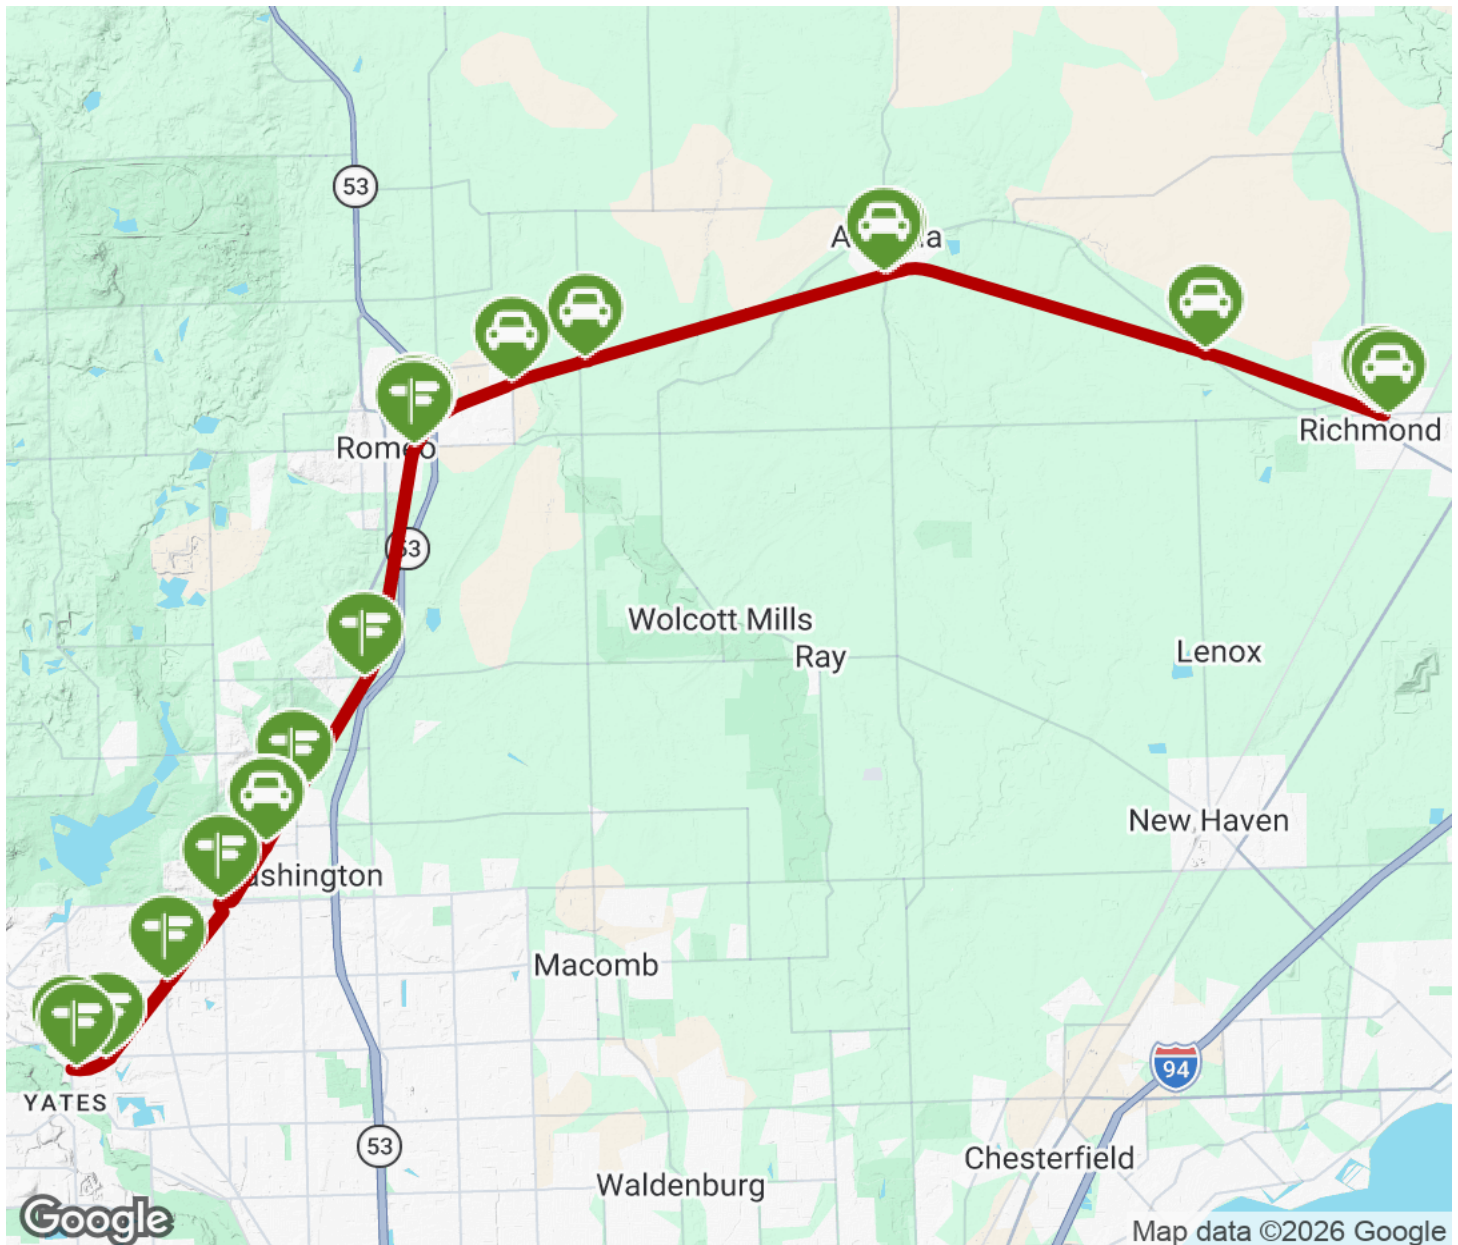 53
Richmond
Romeo
53
Wolcott Mills
Ray
Lenox
New Haven
Macomb
YATES
94
53
Chesterfield
Waldenburg
Google
Map data ©2026 Google